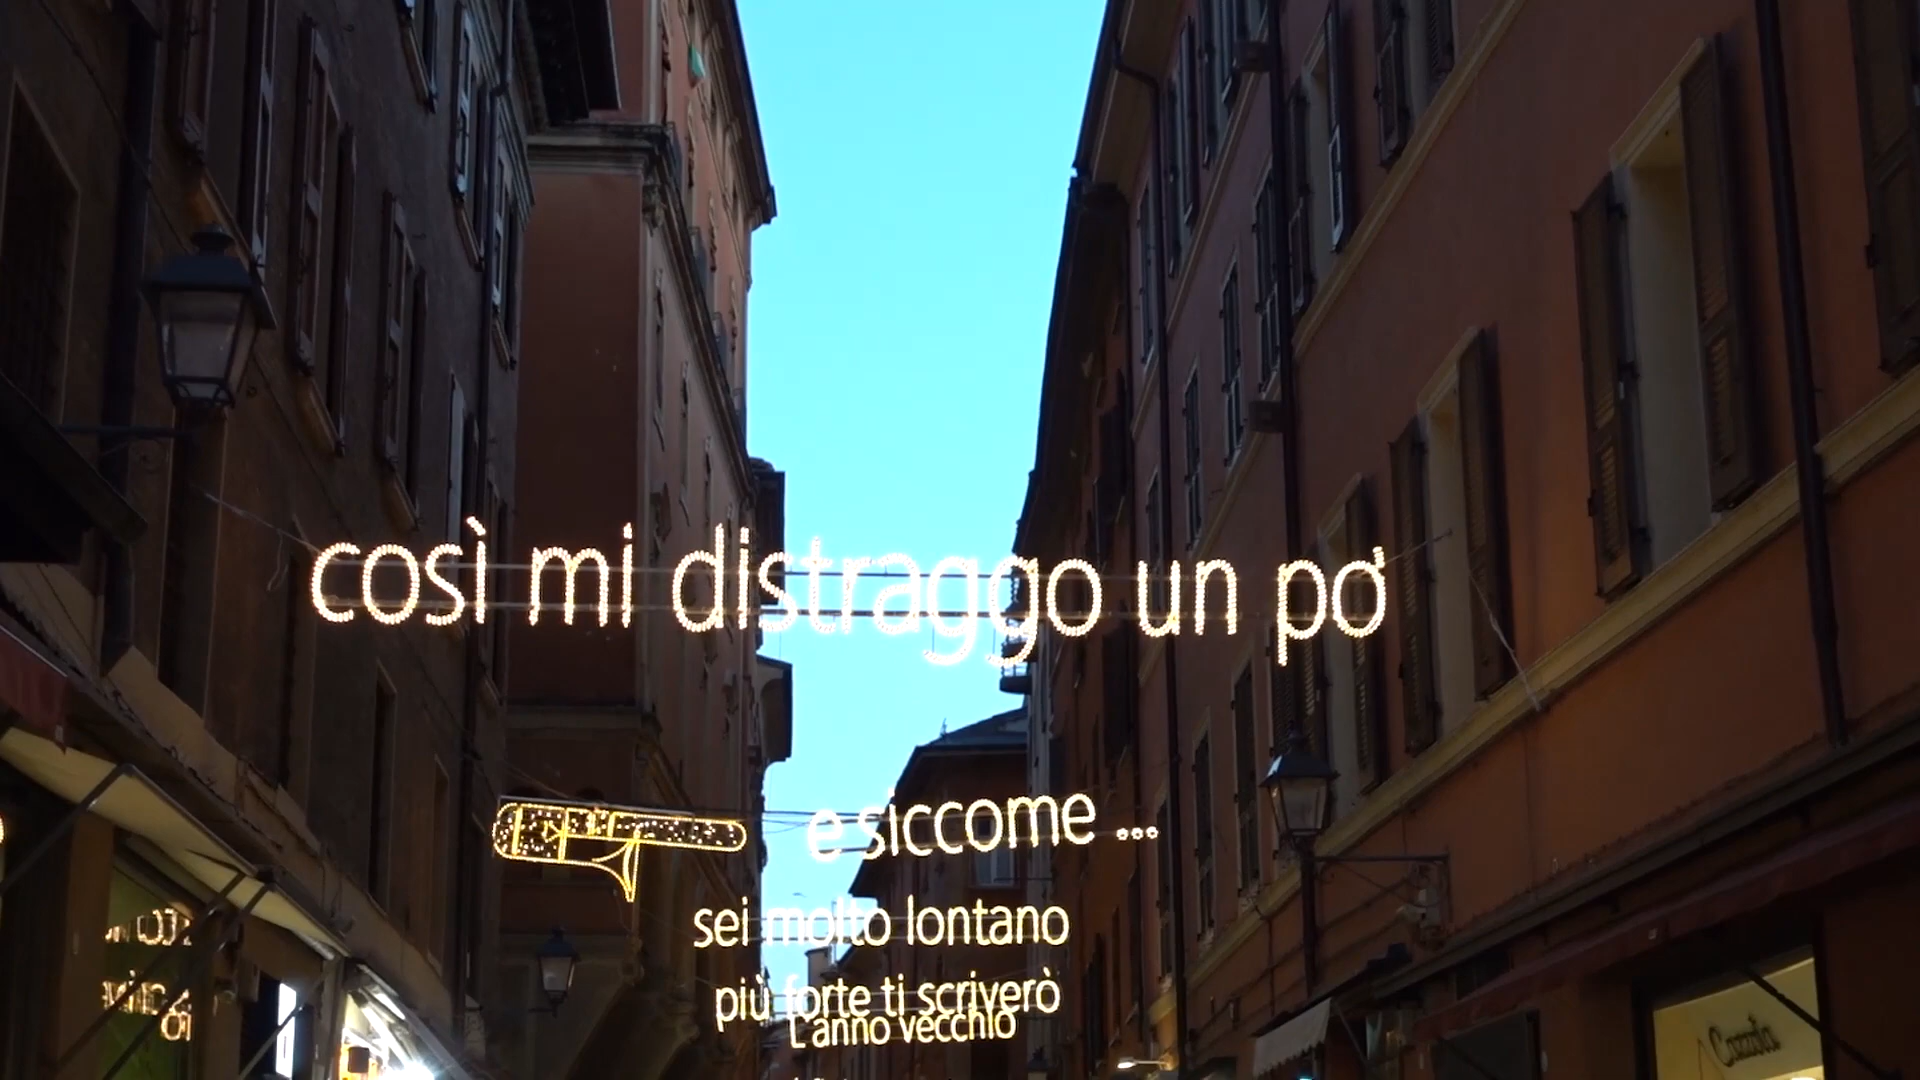 così mi distraggo un po'
e siccome ...
sei molto lontano
più forte ti scriverò
L'anno vecchio